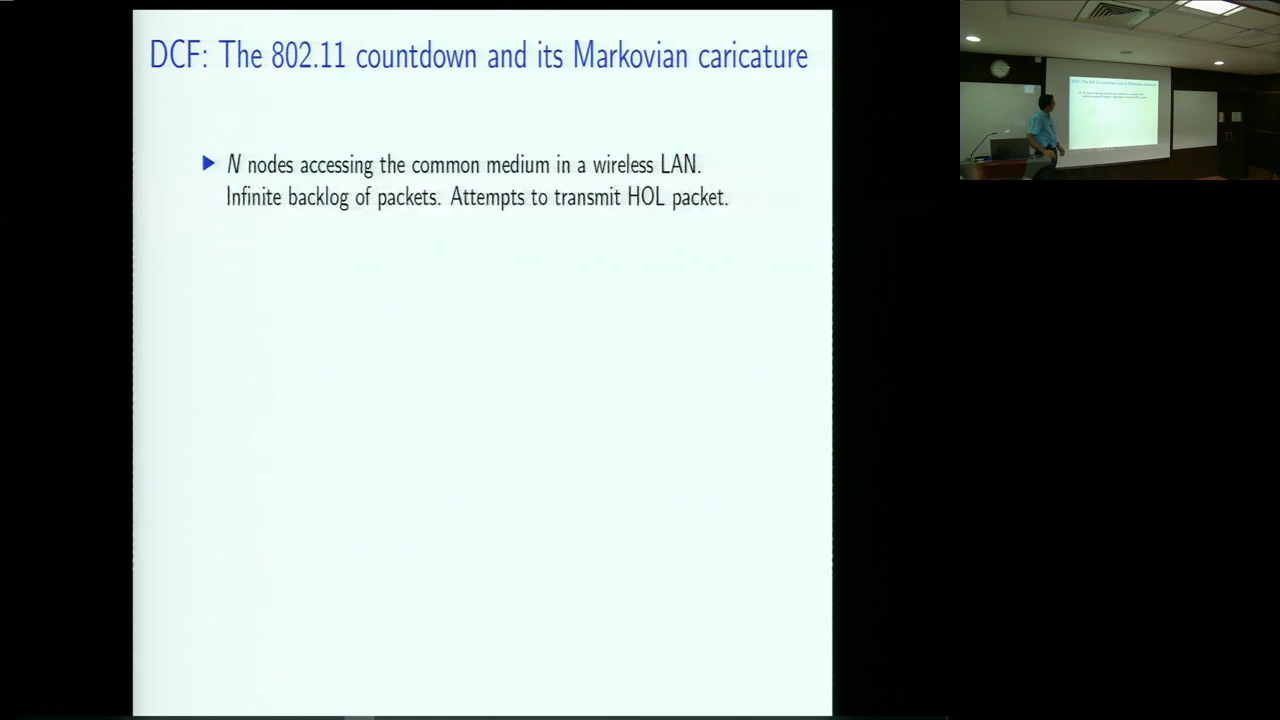 DCF: The 802.11 countdown and its Markovian caricature
N nodes accessing the common medium in a wireless LAN.
Infinite backlog of packets. Attempts to transmit HOL packet.